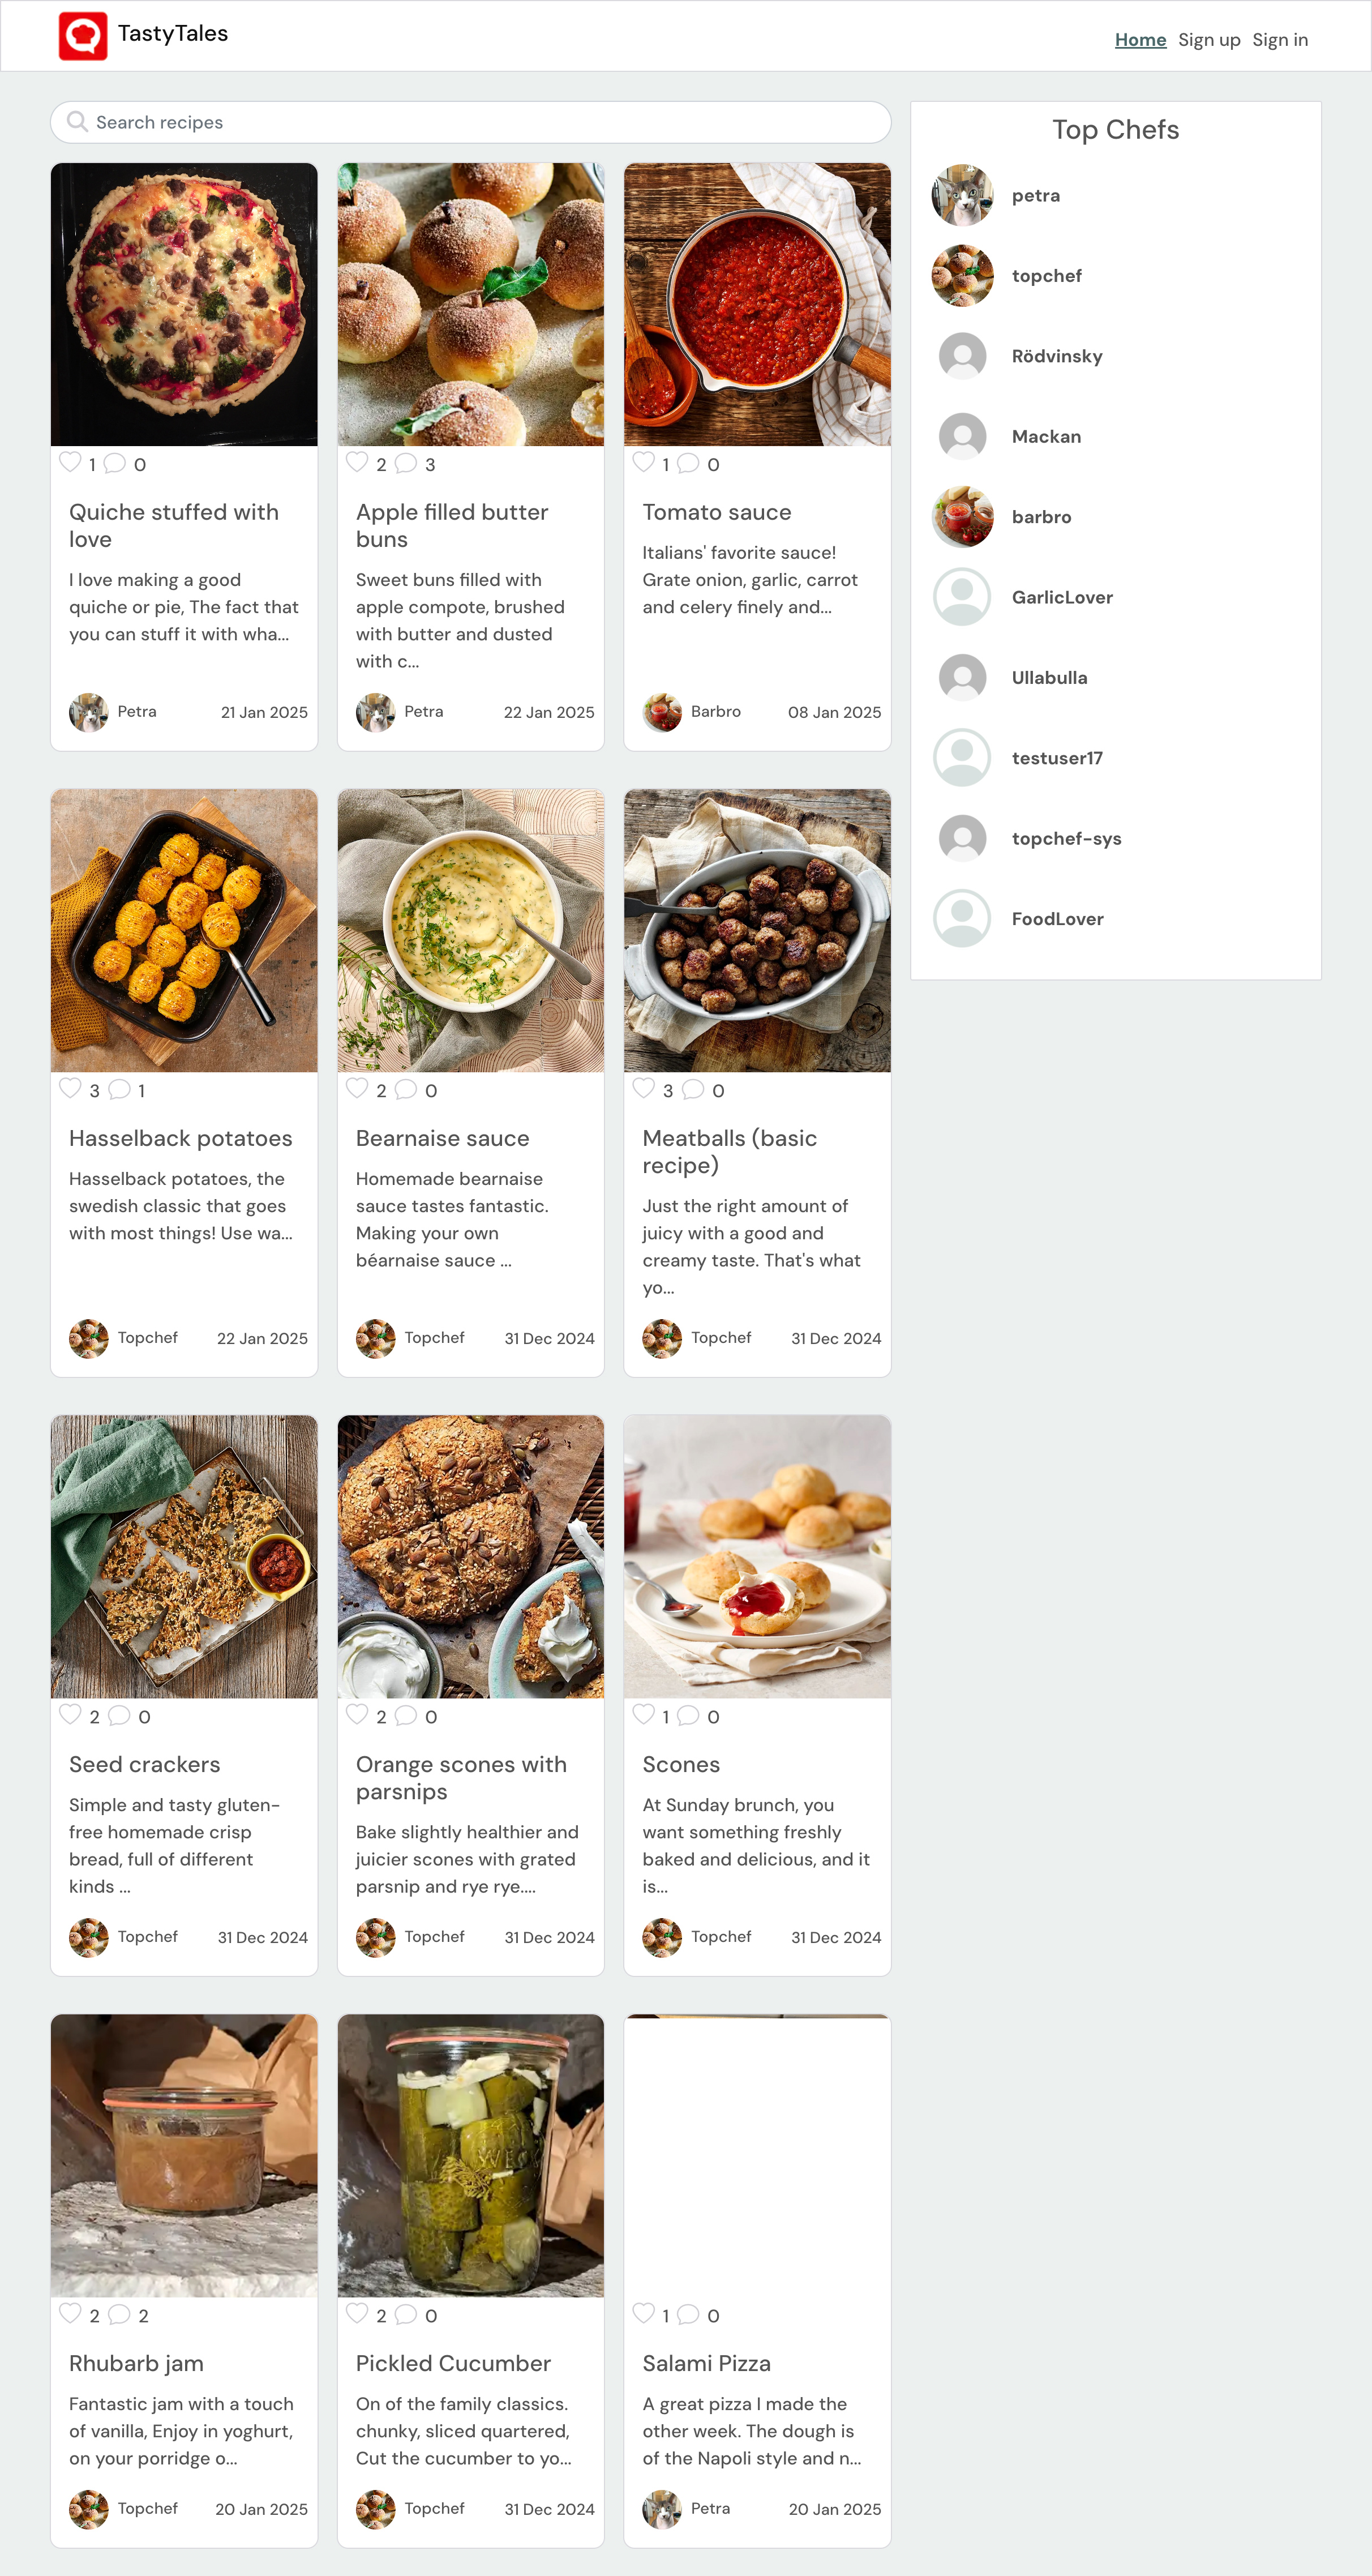 TastyTales
Home Sign up Sign in
Search recipes
1 0
Quiche stuffed with
love
I love making a good
quiche or pie, The fact that
you can stuff it with wha...
Petra 21 Jan 2025
2 3
Apple filled butter
buns
Sweet buns filled with
apple compote, brushed
with butter and dusted
with c...
Petra 22 Jan 2025
1 0
Tomato sauce
Italians' favorite sauce!
Grate onion, garlic, carrot
and celery finely and...
Barbro 08 Jan 2025
3 1
Hasselback potatoes
Hasselback potatoes, the
swedish classic that goes
with most things! Use wa...
Topchef 22 Jan 2025
2 0
Bearnaise sauce
Homemade bearnaise
sauce tastes fantastic.
Making your own
béarnaise sauce ...
Topchef 31 Dec 2024
3 0
Meatballs (basic
recipe)
Just the right amount of
juicy with a good and
creamy taste. That's what
yo...
Topchef 31 Dec 2024
2 0
Seed crackers
Simple and tasty gluten-
free homemade crisp
bread, full of different
kinds ...
Topchef 31 Dec 2024
2 0
Orange scones with
parsnips
Bake slightly healthier and
juicier scones with grated
parsnip and rye rye....
Topchef 31 Dec 2024
1 0
Scones
At Sunday brunch, you
want something freshly
baked and delicious, and it
is...
Topchef 31 Dec 2024
2 2
Rhubarb jam
Fantastic jam with a touch
of vanilla, Enjoy in yoghurt,
on your porridge o...
Topchef 20 Jan 2025
WECK
2 0
Pickled Cucumber
On of the family classics.
chunky, sliced quartered,
Cut the cucumber to yo...
Topchef 31 Dec 2024
1 0
Salami Pizza
A great pizza I made the
other week. The dough is
of the Napoli style and n...
Petra 20 Jan 2025
Top Chefs
petra
topchef
Rödvinsky
Mackan
barbro
GarlicLover
Ullabulla
testuser17
topchef-sys
FoodLover